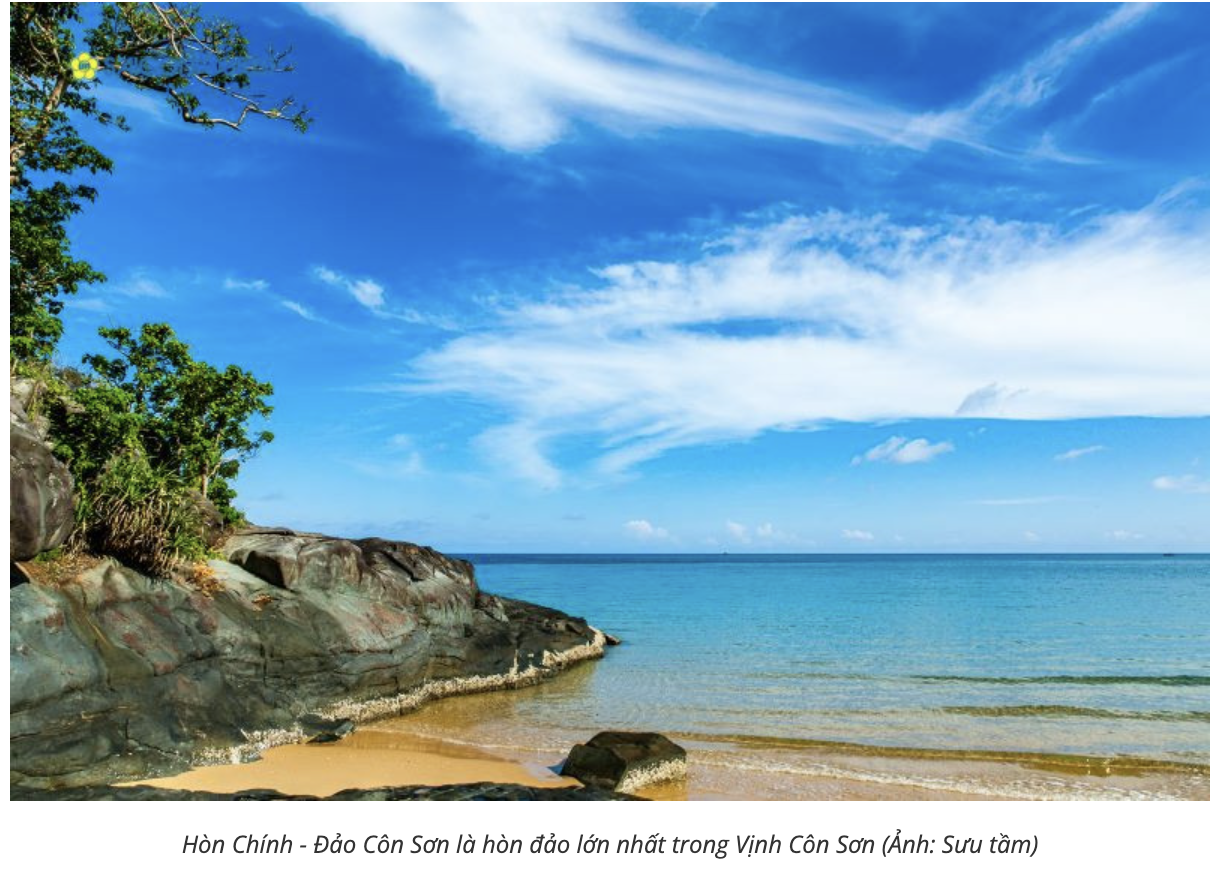 Hòn Chính - Đảo Côn Sơn là hòn đảo lớn nhất trong Vịnh Côn Sơn (Ảnh: Sưu tầm)